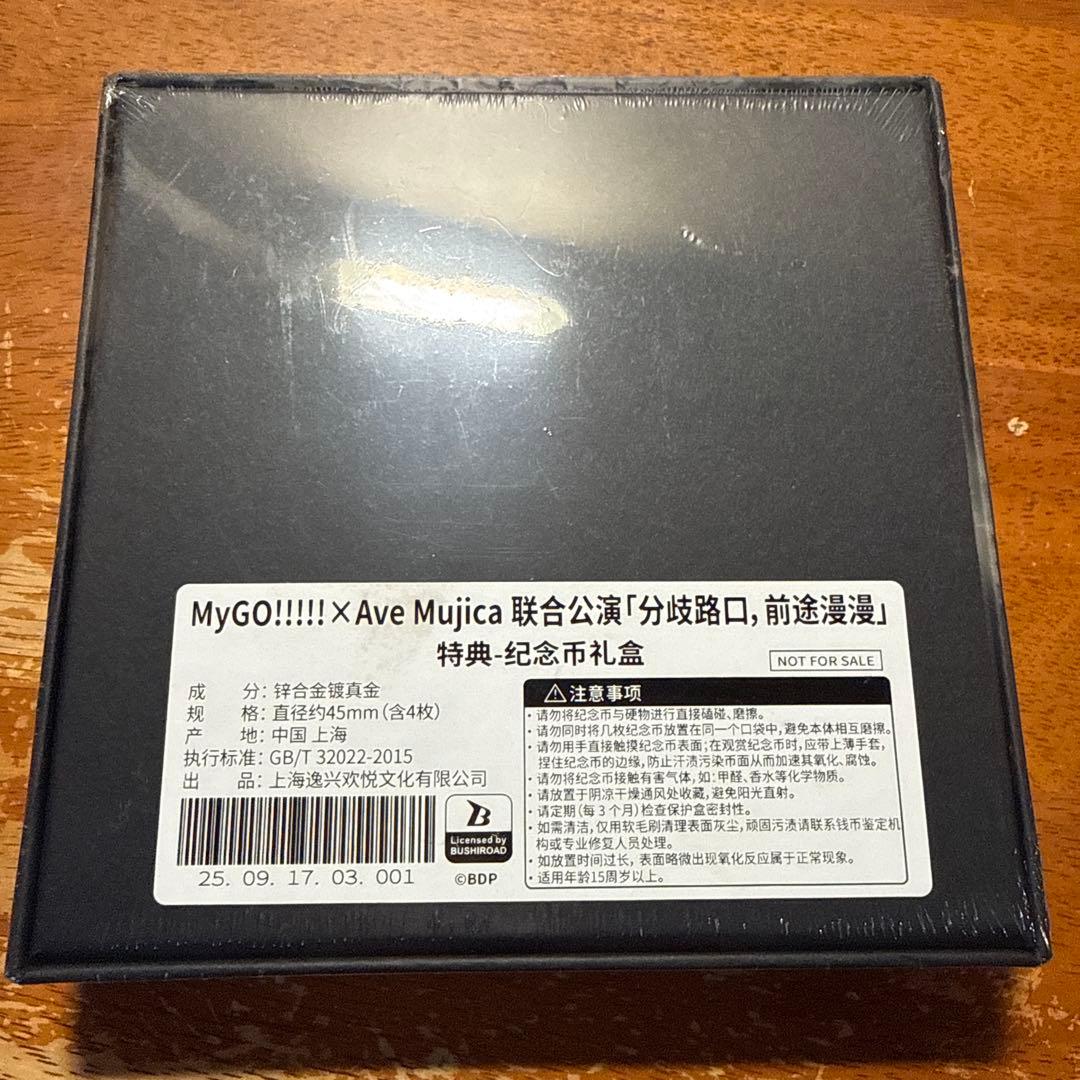 MyGO!!!!!×Ave Mujica 联合公演「分歧路口，前途漫漫」
特典-纪念币礼盒
NOT FOR SALE
成 分：锌合金镀真金
规 格：直径约45mm（含4枚）
产 地：中国 上海
执行标准：GB/T 32022-2015
出 品：上海逸兴欢悦文化有限公司
25. 09. 17. 03. 001
B
Licensed by
BUSHIROAD
©BDP
⚠注意事项
・请勿将纪念币与硬物进行直接磕碰、磨擦。
・请勿同时将几枚纪念币放置在同一个口袋中，避免本体相互磨擦。
・请勿用手直接触摸纪念币表面；在观赏纪念币时，应带上薄手套，
捏住纪念币的边缘，防止汗渍污染币面从而加速其氧化、腐蚀。
・请勿将纪念币接触有害气体，如：甲醛、香水等化学物质。
・请放置于阴凉干燥通风处收藏，避免阳光直射。
・请定期（每 3 个月）检查保护盒密封性。
・如需清洁，仅用软毛刷清理表面灰尘，顽固污渍请联系钱币鉴定机
构或专业修复人员处理。
・如放置时间过长，表面略微出现氧化反应属于正常现象。
・适用年龄15周岁以上。